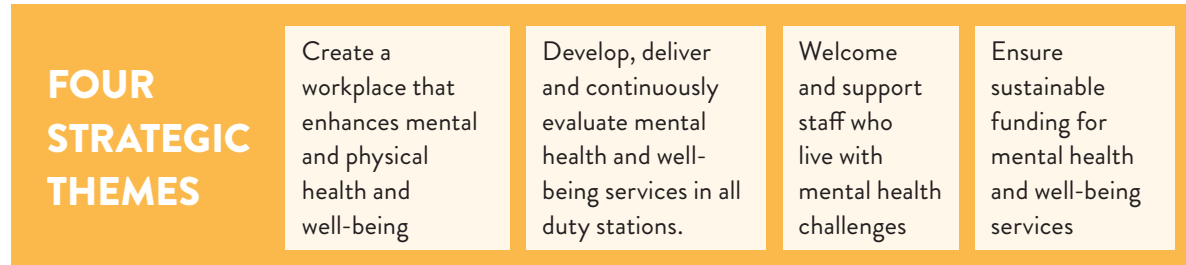 FOUR
STRATEGIC
THEMES
Create a
workplace that
enhances mental
and physical
health and
well-being
Develop, deliver
and continuously
evaluate mental
health and well-
being services in all
duty stations.
Welcome
and support
staff who
live with
mental health
challenges
Ensure
sustainable
funding for
mental health
and well-being
services